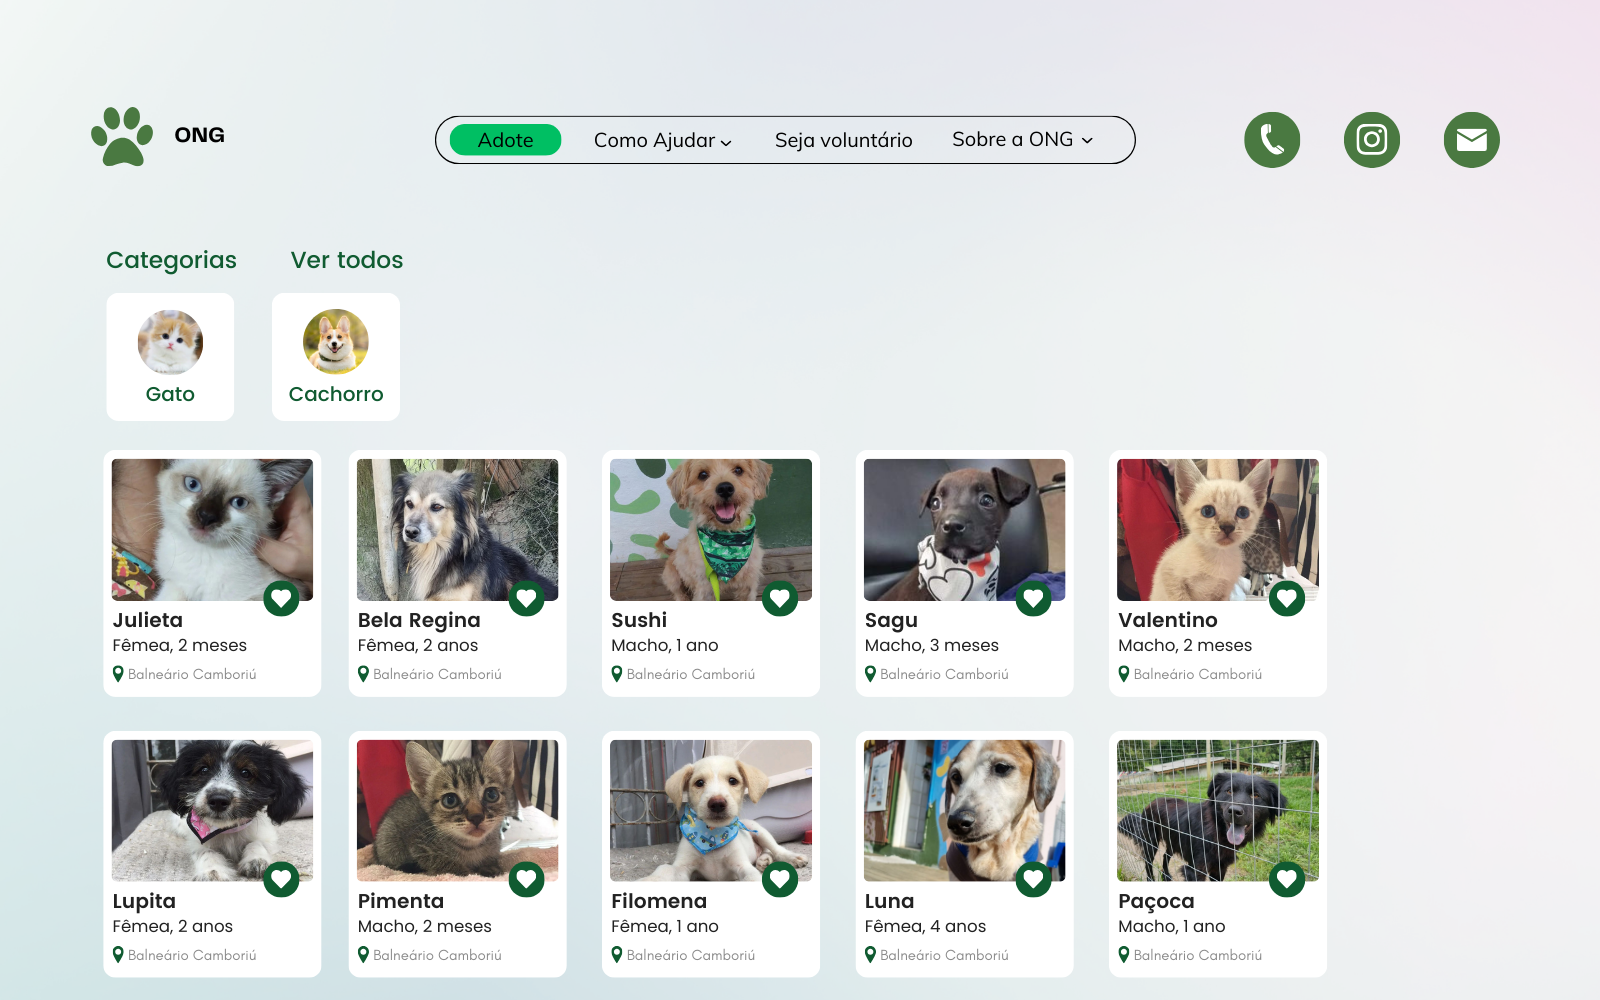 ONG
Adote
Como Ajudar
Seja voluntário
Sobre a ONG
Categorias
Ver todos
Gato
Cachorro
Julieta
Fêmea, 2 meses
Balneário Camboriú
Bela Regina
Fêmea, 2 anos
Balneário Camboriú
Sushi
Macho, 1 ano
Balneário Camboriú
Sagu
Macho, 3 meses
Balneário Camboriú
Valentino
Macho, 2 meses
Balneário Camboriú
Lupita
Fêmea, 2 anos
Balneário Camboriú
Pimenta
Macho, 2 meses
Balneário Camboriú
Filomena
Fêmea, 1 ano
Balneário Camboriú
Luna
Fêmea, 4 anos
Balneário Camboriú
Paçoca
Macho, 1 ano
Balneário Camboriú